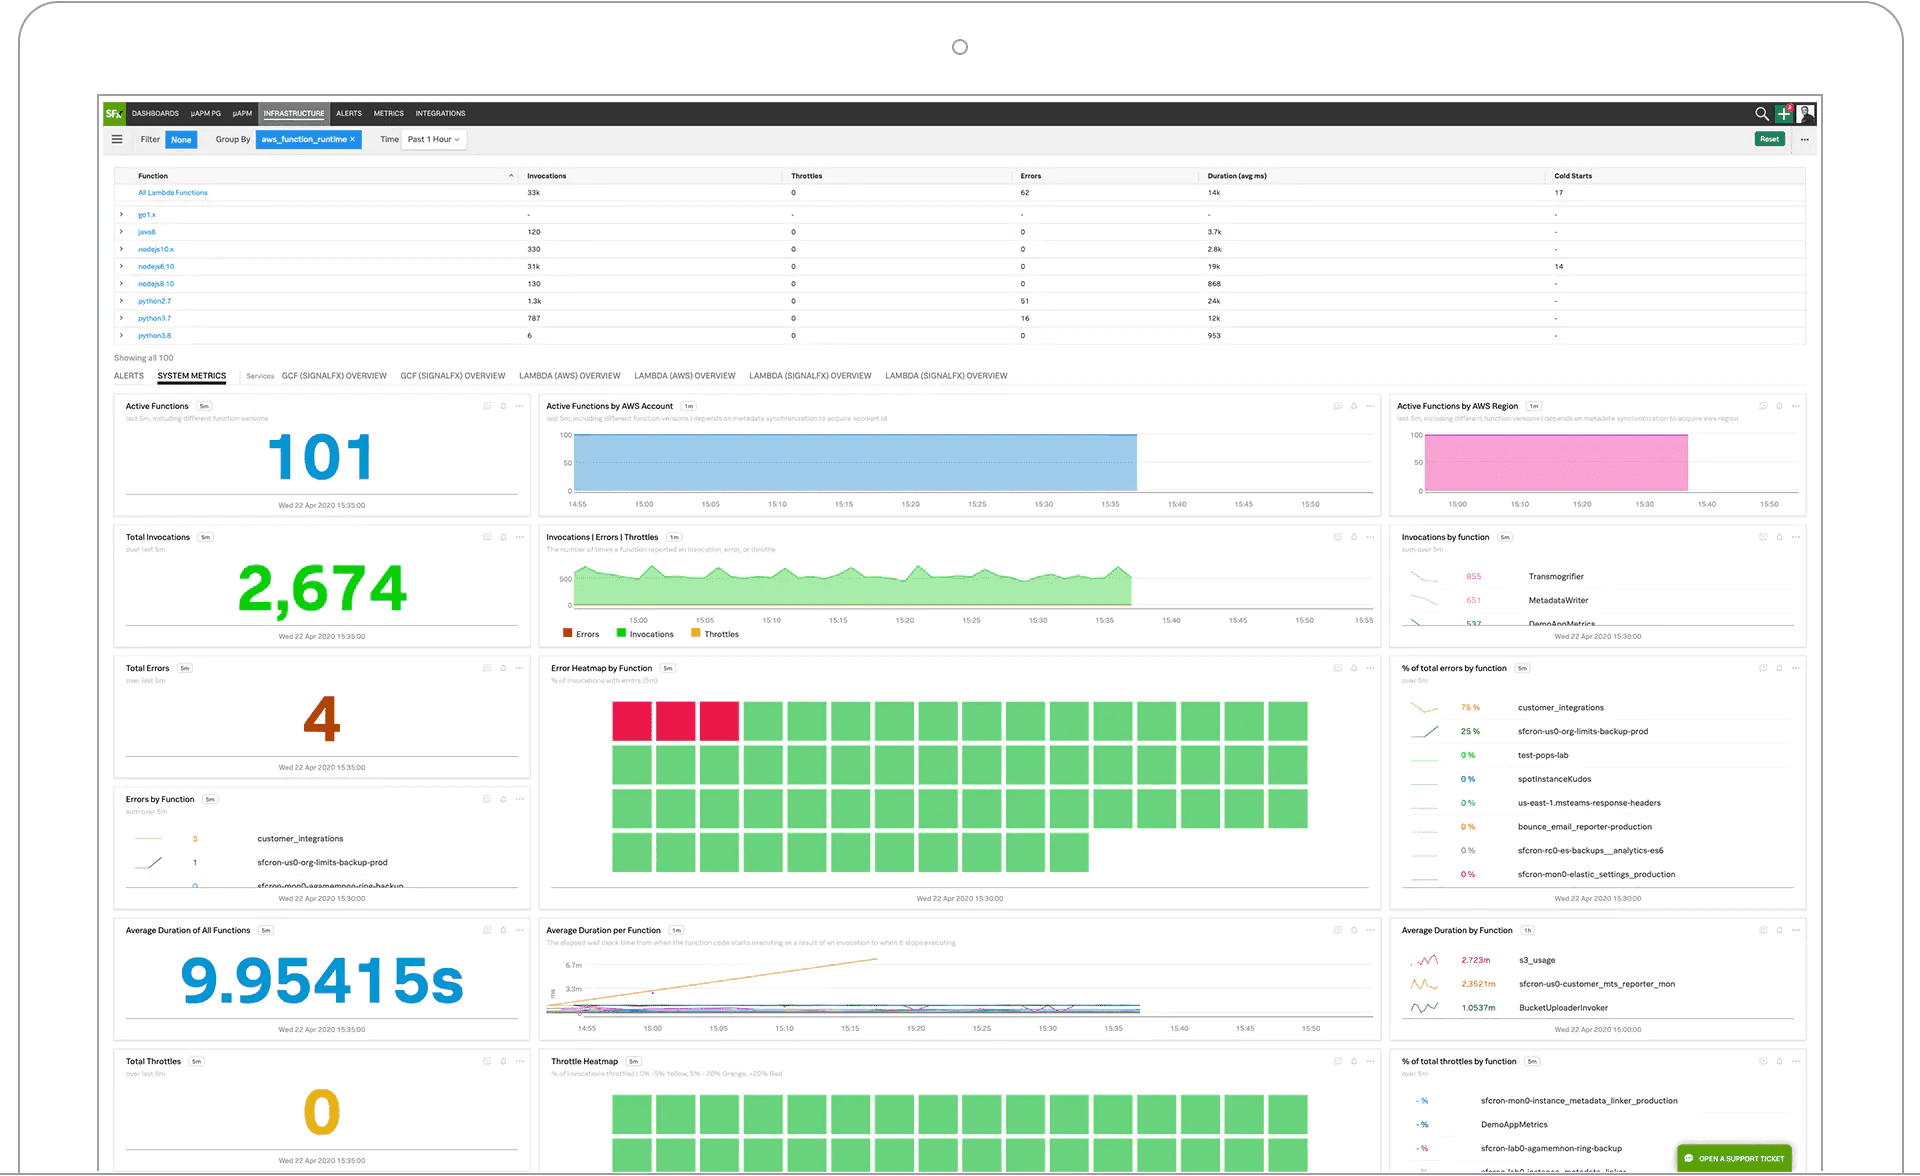 SFx DASHBOARDS µAPM PG µAPM INFRASTRUCTURE ALERTS METRICS INTEGRATIONS
Filter None Group By aws_function_runtime × Time Past 1 Hour Reset
Function Invocations Throttles Errors Duration (avg ms) Cold Starts
All Lambda Functions 33k 0 62 14k 17
go1.x - - - - -
java8 120 0 0 3.7k -
nodejs10.x 330 0 0 2.8k -
nodejs6.10 31k 0 0 19k 14
nodejs8.10 130 0 0 868 -
python2.7 1.3k 0 51 24k -
python3.7 787 0 16 12k -
python3.8 6 0 0 953 -
Showing all 100
ALERTS SYSTEM METRICS Services GCF (SIGNALFX) OVERVIEW GCF (SIGNALFX) OVERVIEW LAMBDA (AWS) OVERVIEW LAMBDA (AWS) OVERVIEW LAMBDA (SIGNALFX) OVERVIEW LAMBDA (SIGNALFX) OVERVIEW
Active Functions 5m
last 5m, including different function versions
101
Wed 22 Apr 2020 15:35:00
Active Functions by AWS Account 1m
last 5m, including different function versions | depends on metadata synchronization to acquire account id
100
50
0
14:55 15:00 15:05 15:10 15:15 15:20 15:25 15:30 15:35 15:40 15:45 15:50
Active Functions by AWS Region 1m
last 5m, including different function versions | depends on metadata synchronization to acquire aws region
100
50
0
15:00 15:10 15:20 15:30 15:40 15:50
Total Invocations 5m
over last 5m
2,674
Wed 22 Apr 2020 15:35:00
Invocations | Errors | Throttles 1m
The number of times a function reported an invocation, error, or throttle
500
0
15:00 15:05 15:10 15:15 15:20 15:25 15:30 15:35 15:40 15:45 15:50 15:55
Errors Invocations Throttles
Invocations by function 5m
sum over 5m
855 Transmogrifier
651 MetadataWriter
537 DemoAppMetrics
Wed 22 Apr 2020 15:30:00
Total Errors 5m
over last 5m
4
Wed 22 Apr 2020 15:35:00
Error Heatmap by Function 5m
% of invocations with errors (5m)
Wed 22 Apr 2020 15:30:00
% of total errors by function 5m
over 5m
75 % customer_integrations
25 % sfcron-us0-org-limits-backup-prod
0 % test-pops-lab
0 % spotInstanceKudos
0 % us-east-1.msteams-response-headers
0 % bounce_email_reporter-production
0 % sfcron-rc0-es-backups__analytics-es6
0 % sfcron-mon0-elastic_settings_production
Wed 22 Apr 2020 15:30:00
Errors by Function 5m
sum over 5m
3 customer_integrations
1 sfcron-us0-org-limits-backup-prod
0 sfcron-mon0-agamemnon-ring-backup
Wed 22 Apr 2020 15:30:00
Average Duration of All Functions 5m
9.95415s
Wed 22 Apr 2020 15:35:00
Average Duration per Function 1m
The elapsed wall clock time from when the function code starts executing as a result of an invocation to when it stops executing.
6.7m
3.3m
0
ms
14:55 15:00 15:05 15:10 15:15 15:20 15:25 15:30 15:35 15:40 15:45 15:50
Average Duration by Function 1h
2.723m s3_usage
2.3521m sfcron-us0-customer_mts_reporter_mon
1.0537m BucketUploaderInvoker
Wed 22 Apr 2020 15:00:00
Total Throttles 5m
over last 5m
0
Wed 22 Apr 2020 15:35:00
Throttle Heatmap 5m
% of invocations throttled | 0% -5% Yellow, 5% - 20% Orange, >20% Red
% of total throttles by function 5m
over 5m
- % sfcron-mon0-instance_metadata_linker_production
- % DemoAppMetrics
- % sfcron-lab0-agamemnon-ring-backup
OPEN A SUPPORT TICKET